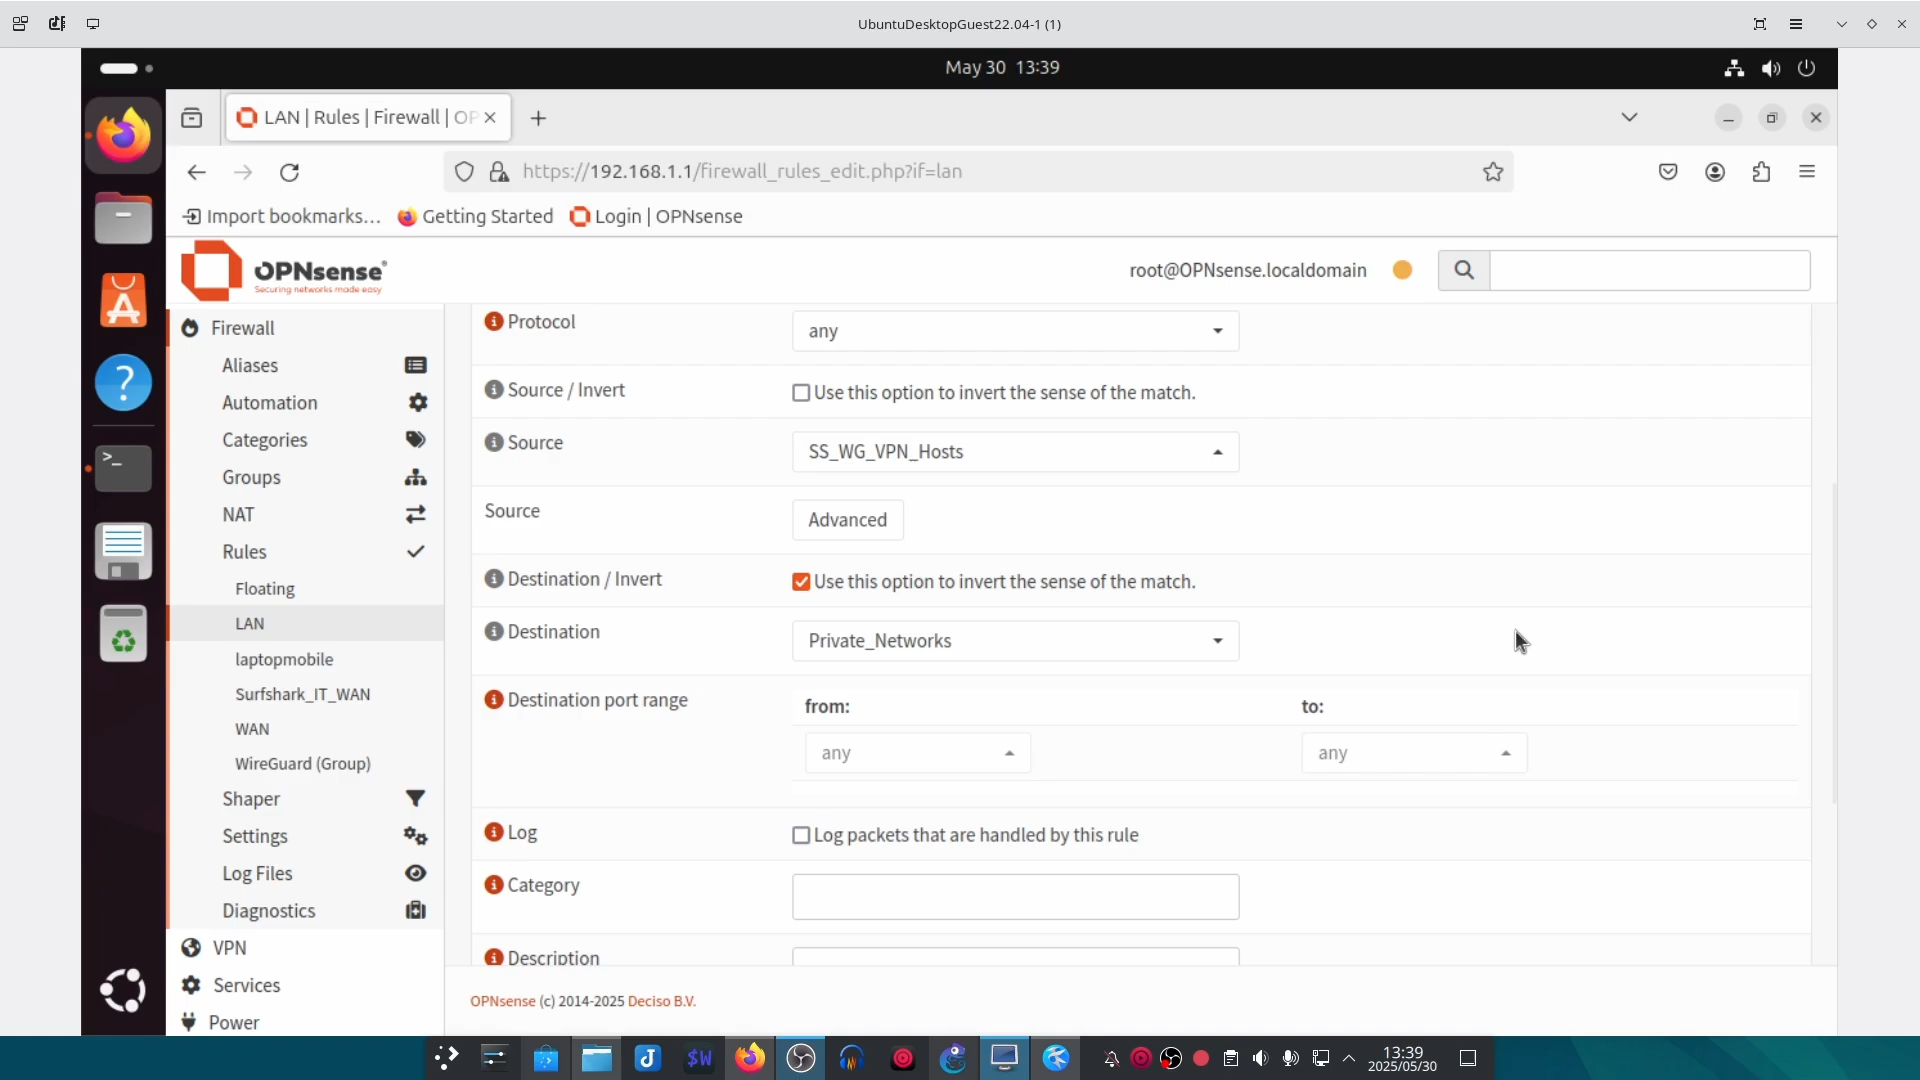 UbuntuDesktopGuest22.04-1 (1)
May 30 13:39
LAN | Rules | Firewall | OP
https://192.168.1.1/firewall_rules_edit.php?if=lan
Import bookmarks...
Getting Started
Login | OPNsense
OPNsense
Securing networks made easy
root@OPNsense.localdomain
Firewall
Aliases
Automation
Categories
Groups
NAT
Rules
Floating
LAN
laptopmobile
Surfshark_IT_WAN
WAN
WireGuard (Group)
Shaper
Settings
Log Files
Diagnostics
VPN
Services
Power
Protocol
any
Source / Invert
Use this option to invert the sense of the match.
Source
SS_WG_VPN_Hosts
Source
Advanced
Destination / Invert
Use this option to invert the sense of the match.
Destination
Private_Networks
Destination port range
from:
to:
any
any
Log
Log packets that are handled by this rule
Category
Description
OPNsense (c) 2014-2025 Deciso B.V.
$W
13:39
2025/05/30